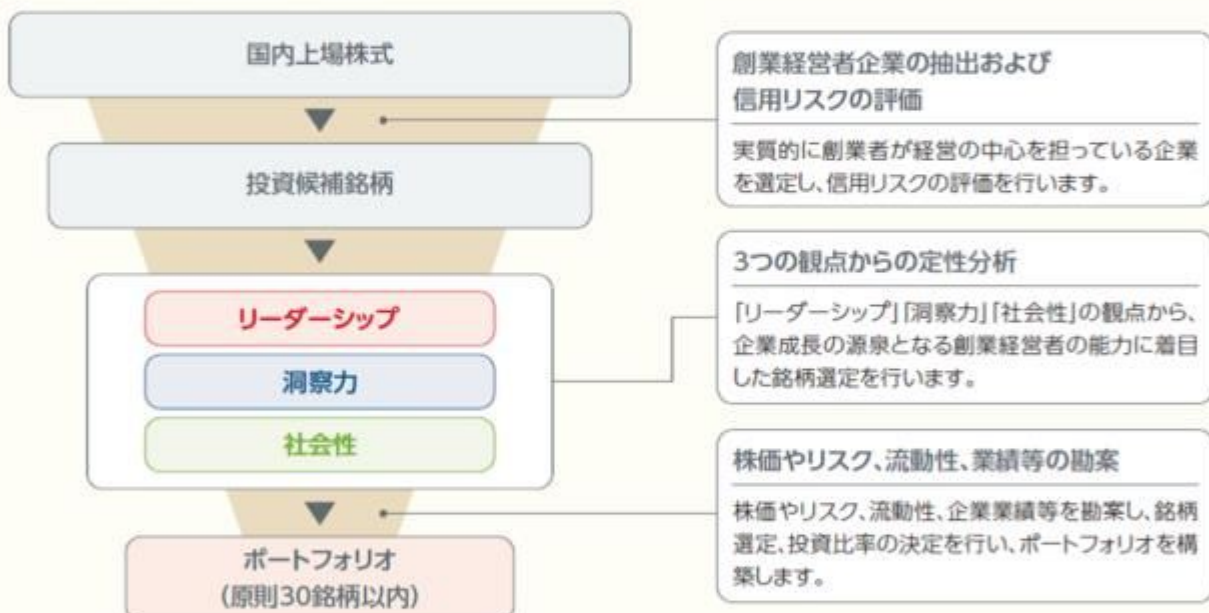 国内上場株式
創業経営者企業の抽出および
信用リスクの評価
実質的に創業者が経営の中心を担っている企業
を選定し、信用リスクの評価を行います。
投資候補銘柄
3つの観点からの定性分析
「リーダーシップ」「洞察力」「社会性」の観点から、
企業成長の源泉となる創業経営者の能力に着目
した銘柄選定を行います。
リーダーシップ
洞察力
社会性
株価やリスク、流動性、業績等の勘案
株価やリスク、流動性、企業業績等を勘案し、銘柄
選定、投資比率の決定を行い、ポートフォリオを構
築します。
ポートフォリオ
(原則30銘柄以内)